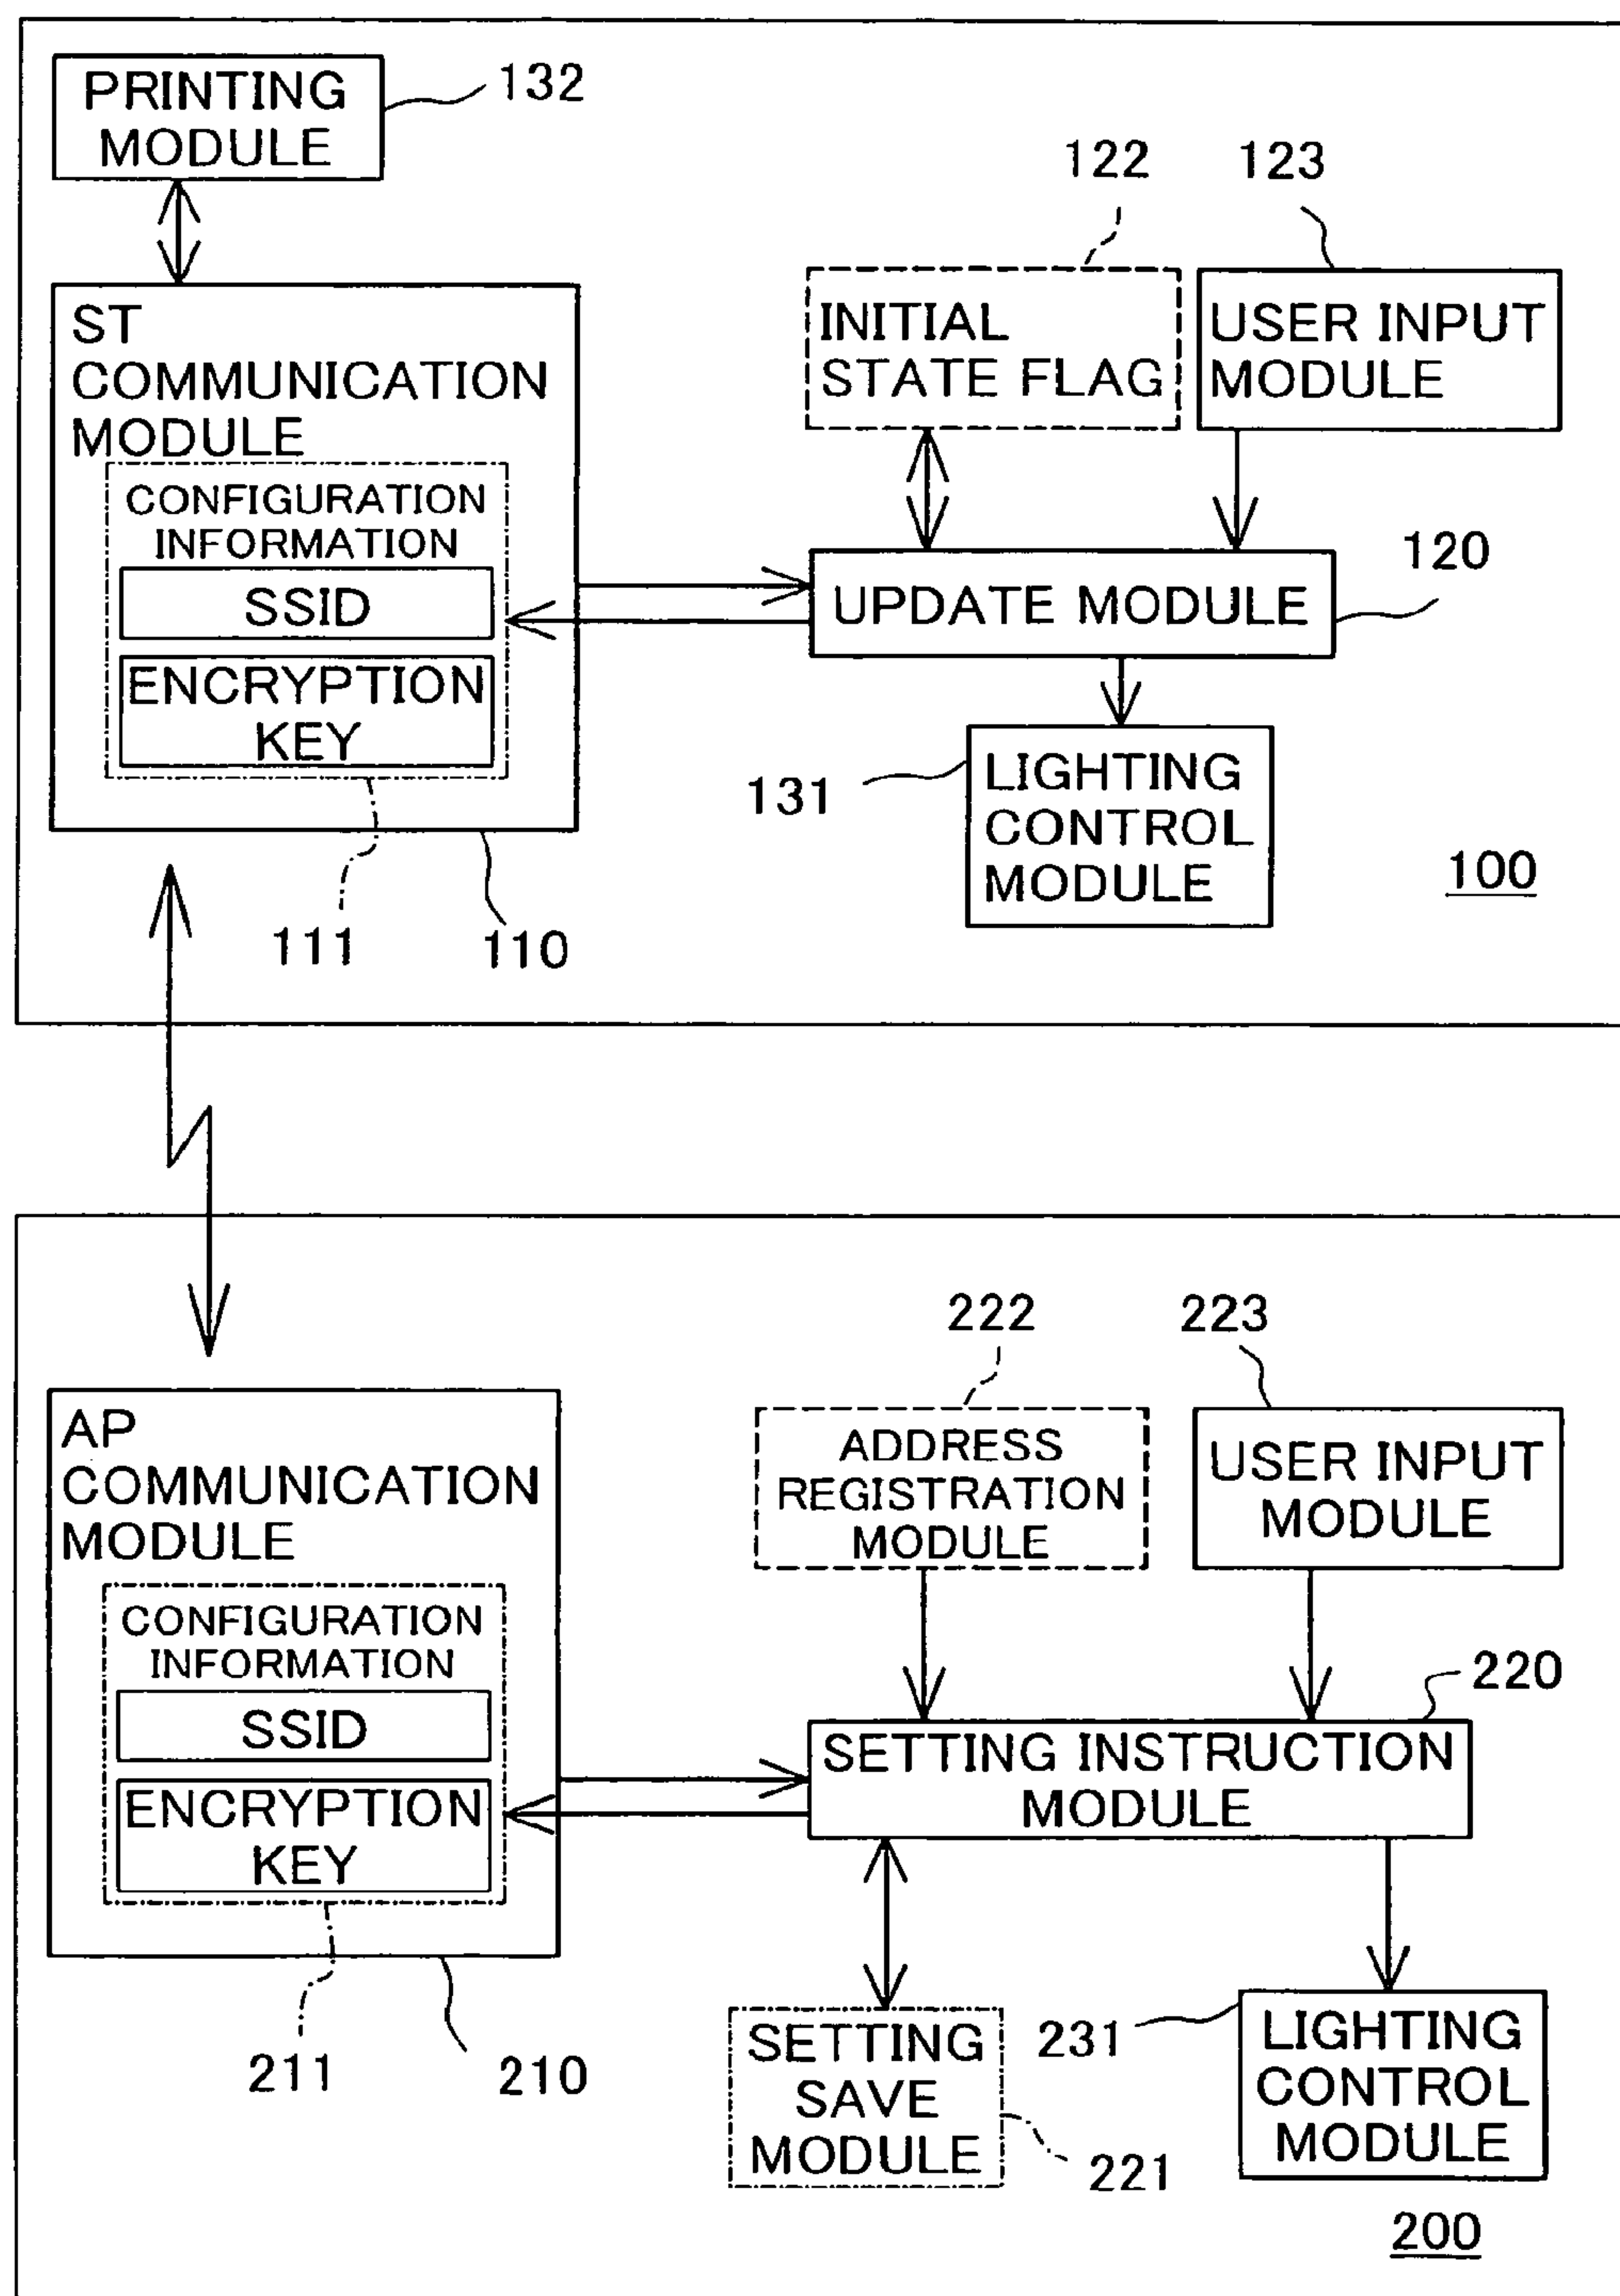 PRINTING
MODULE
132
122
123
INITIAL
STATE FLAG
USER INPUT
MODULE
ST
COMMUNICATION
MODULE
CONFIGURATION
INFORMATION
SSID
ENCRYPTION
KEY
120
UPDATE MODULE
131
LIGHTING
CONTROL
MODULE
100
111
110
222
223
AP
COMMUNICATION
MODULE
ADDRESS
REGISTRATION
MODULE
USER INPUT
MODULE
CONFIGURATION
INFORMATION
SSID
ENCRYPTION
KEY
220
SETTING INSTRUCTION
MODULE
211
210
SETTING
SAVE
MODULE
221
231
LIGHTING
CONTROL
MODULE
200